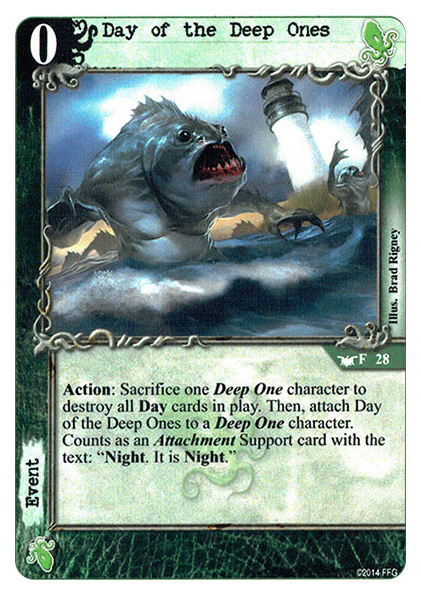 0
Day of the Deep Ones
Illus. Brad Rigney
F 28
Action: Sacrifice one Deep One character to
destroy all Day cards in play. Then, attach Day
of the Deep Ones to a Deep One character.
Counts as an Attachment Support card with the
text: “Night. It is Night.”
Event
©2014 FFG